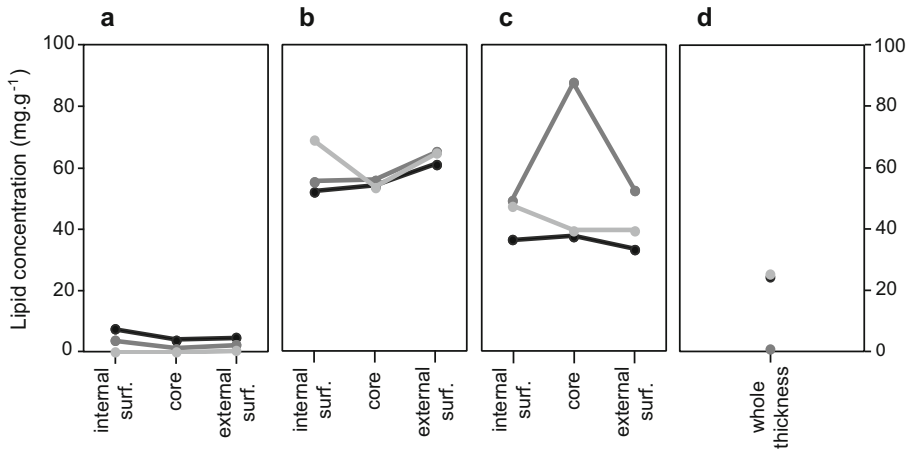 a b c d
Lipid concentration (mg.g-1)
100
80
60
40
20
0
100
80
60
40
20
0
internal
surf.
core
external
surf.
internal
surf.
core
external
surf.
internal
surf.
core
external
surf.
whole
thickness